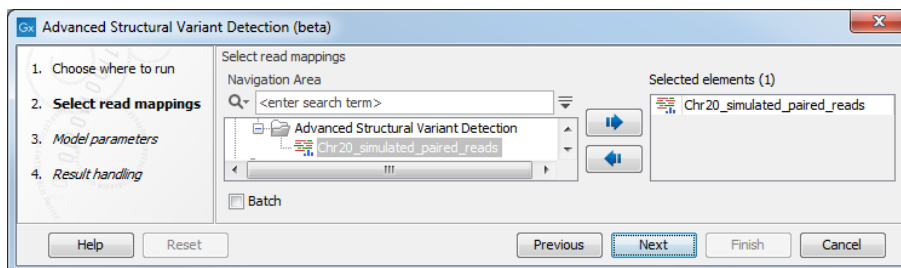 Gx Advanced Structural Variant Detection (beta)
1. Choose where to run
2. Select read mappings
3. Model parameters
4. Result handling
Select read mappings
Navigation Area
<enter search term>
Advanced Structural Variant Detection
Chr20_simulated_paired_reads
Batch
Selected elements (1)
Chr20_simulated_paired_reads
Help
Reset
Previous
Next
Finish
Cancel